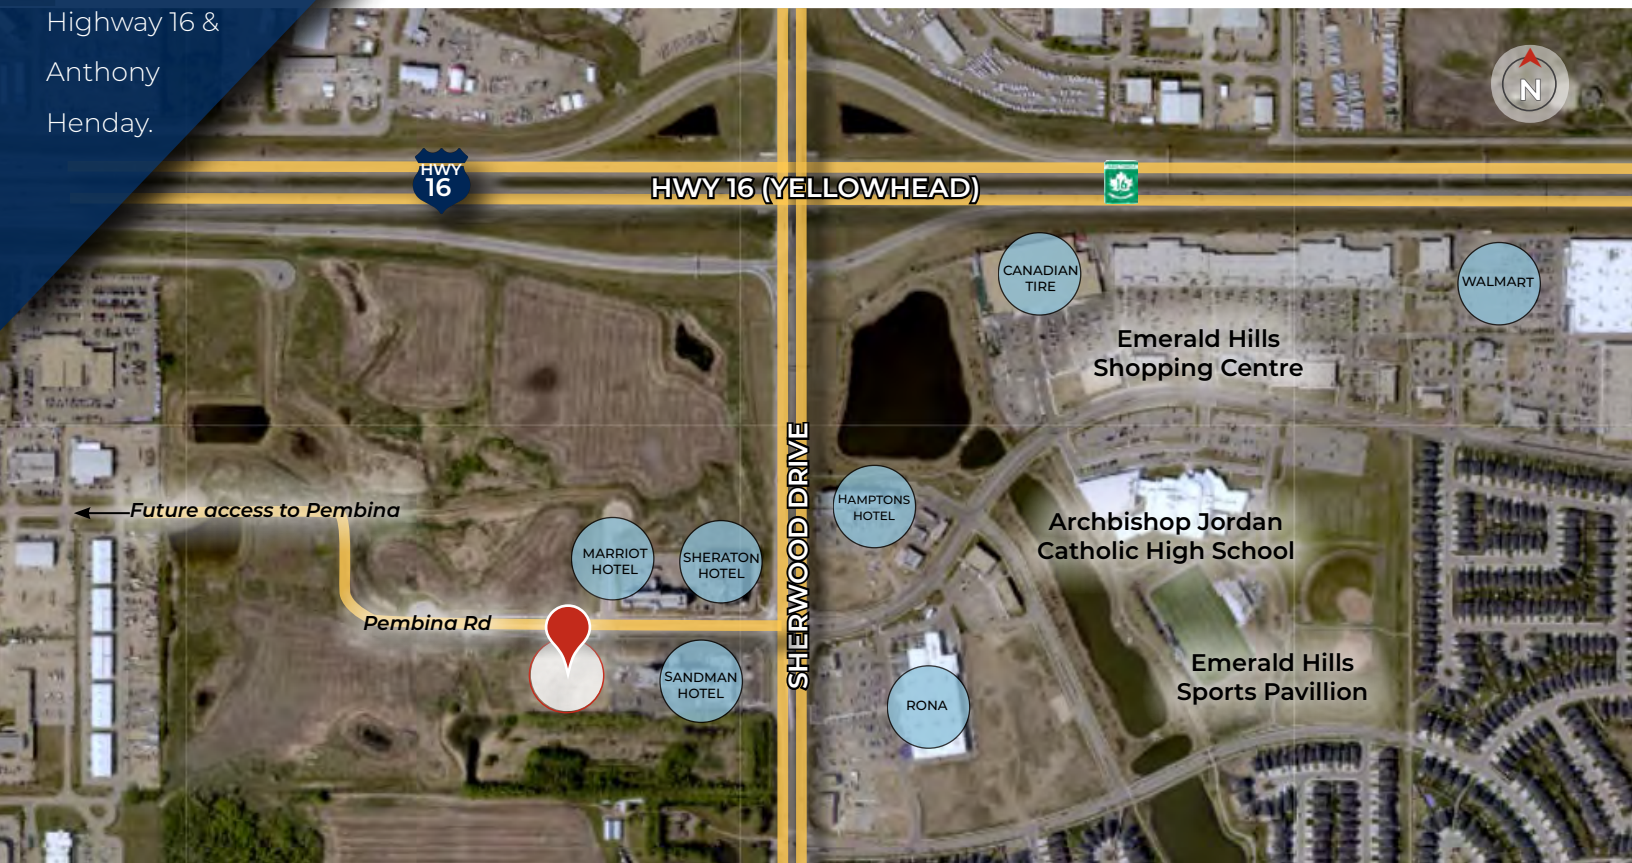 Highway 16 &
Anthony
Henday.
N
HWY
16
HWY 16 (YELLOWHEAD)
16
CANADIAN
TIRE
WALMART
Emerald Hills
Shopping Centre
SHERWOOD DRIVE
HAMPTONS
HOTEL
Future access to Pembina
Archbishop Jordan
Catholic High School
MARRIOT
HOTEL
SHERATON
HOTEL
Pembina Rd
SANDMAN
HOTEL
Emerald Hills
Sports Pavillion
RONA